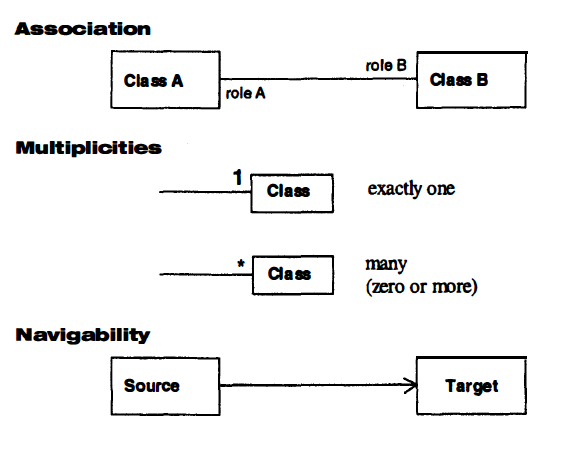 Association
Class A
role A
role B
Class B
Multiplicities
1
Class
exactly one
*
Class
many
(zero or more)
Navigability
Source
Target